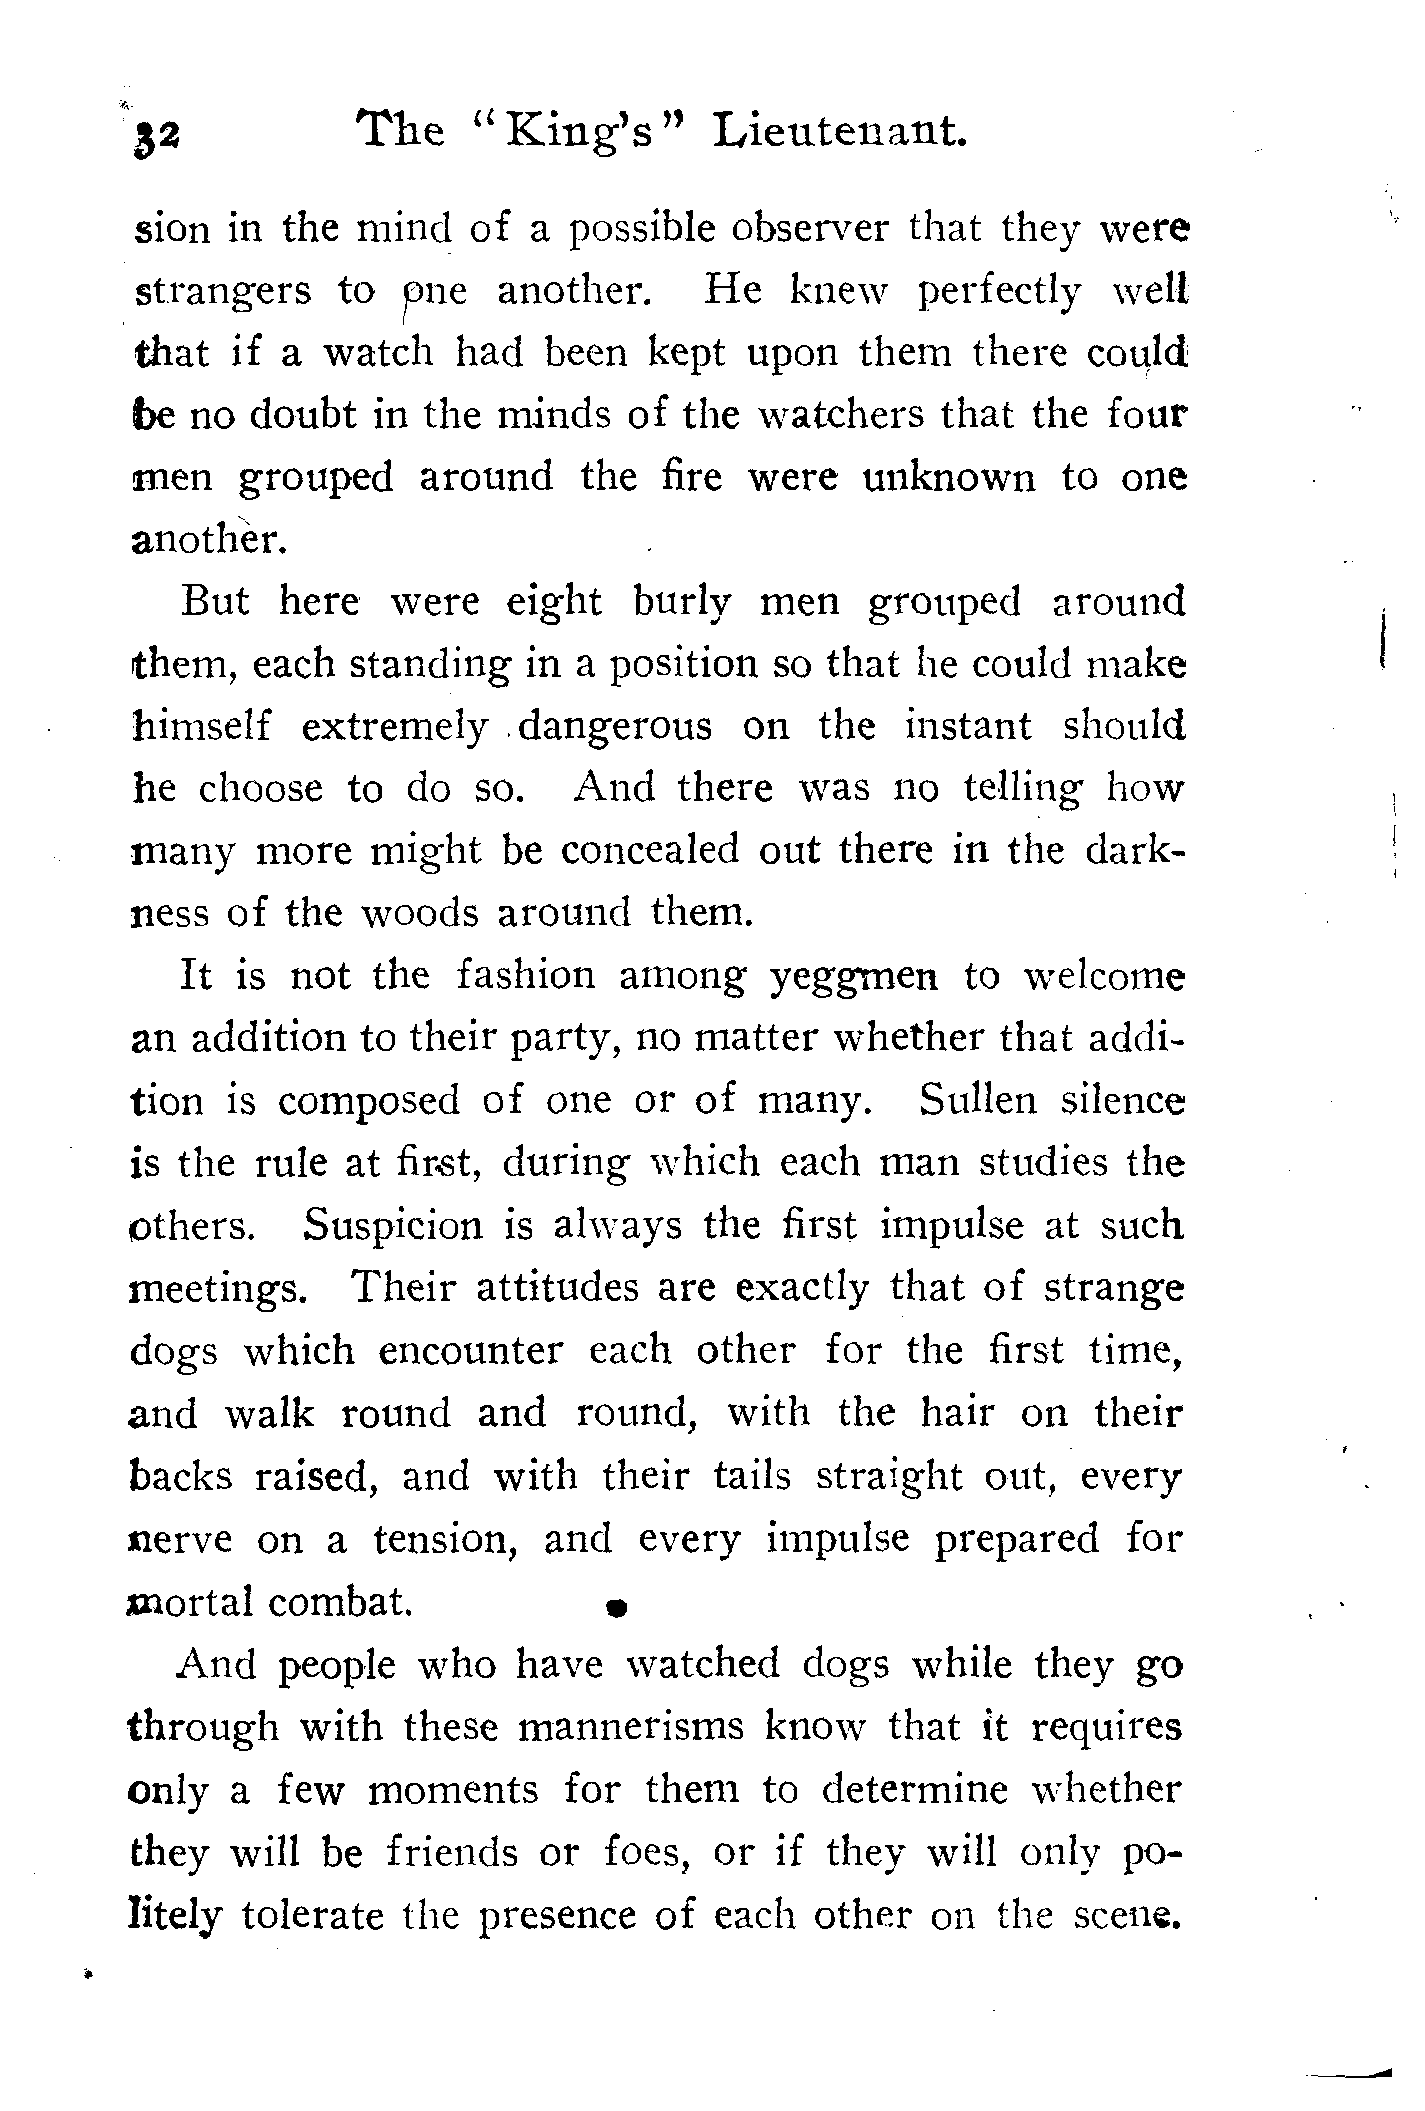 32 The "King's" Lieutenant.
sion in the mind of a possible observer that they were
strangers to one another. He knew perfectly well
that if a watch had been kept upon them there could
be no doubt in the minds of the watchers that the four
men grouped around the fire were unknown to one
another.
But here were eight burly men grouped around
them, each standing in a position so that he could make
himself extremely dangerous on the instant should
he choose to do so. And there was no telling how
many more might be concealed out there in the dark-
ness of the woods around them.
It is not the fashion among yeggmen to welcome
an addition to their party, no matter whether that addi-
tion is composed of one or of many. Sullen silence
is the rule at first, during which each man studies the
others. Suspicion is always the first impulse at such
meetings. Their attitudes are exactly that of strange
dogs which encounter each other for the first time,
and walk round and round, with the hair on their
backs raised, and with their tails straight out, every
nerve on a tension, and every impulse prepared for
mortal combat.
And people who have watched dogs while they go
through with these mannerisms know that it requires
only a few moments for them to determine whether
they will be friends or foes, or if they will only po-
litely tolerate the presence of each other on the scene.